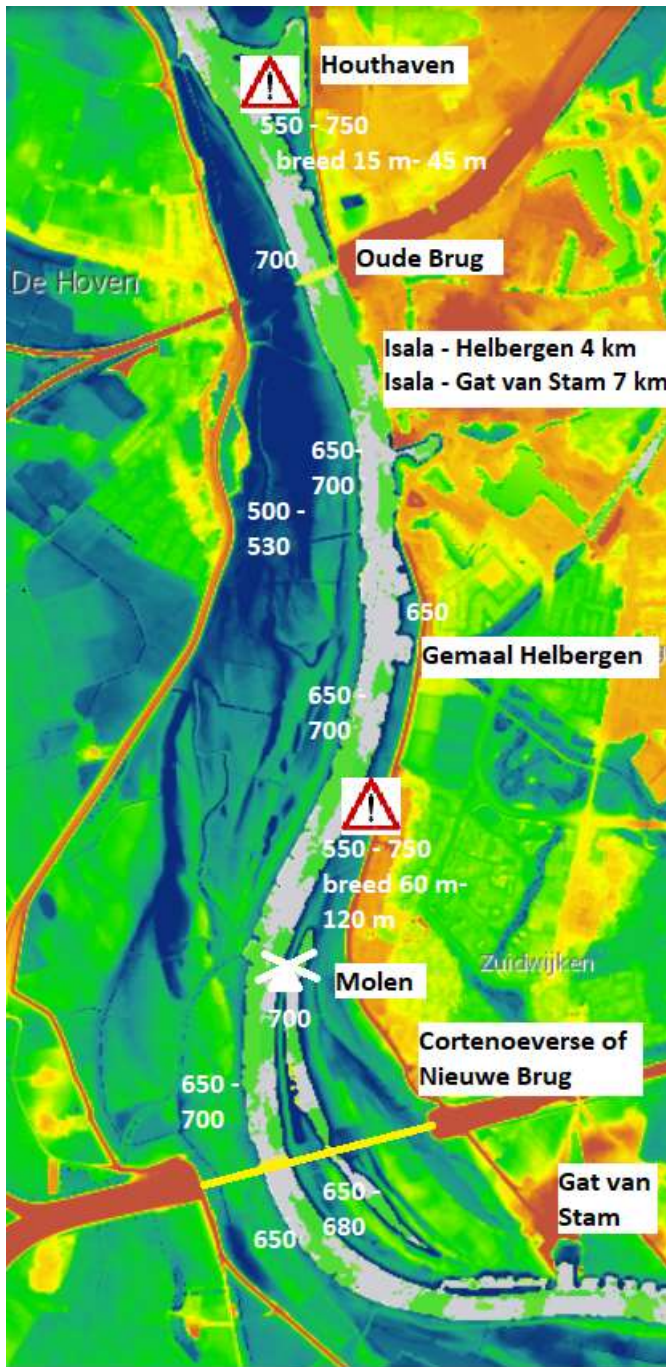 Houthaven
550 - 750
breed 15 m- 45 m
700
Oude Brug
De Hoven
Isala - Helbergen 4 km
Isala - Gat van Stam 7 km
650-
700
500 -
530
650
Gemaal Helbergen
650-
700
550 - 750
breed 60 m-
120 m
Zuidwijken
Molen
700
Cortenoeverse of
Nieuwe Brug
650 -
700
Gat van
Stam
650-
680
650